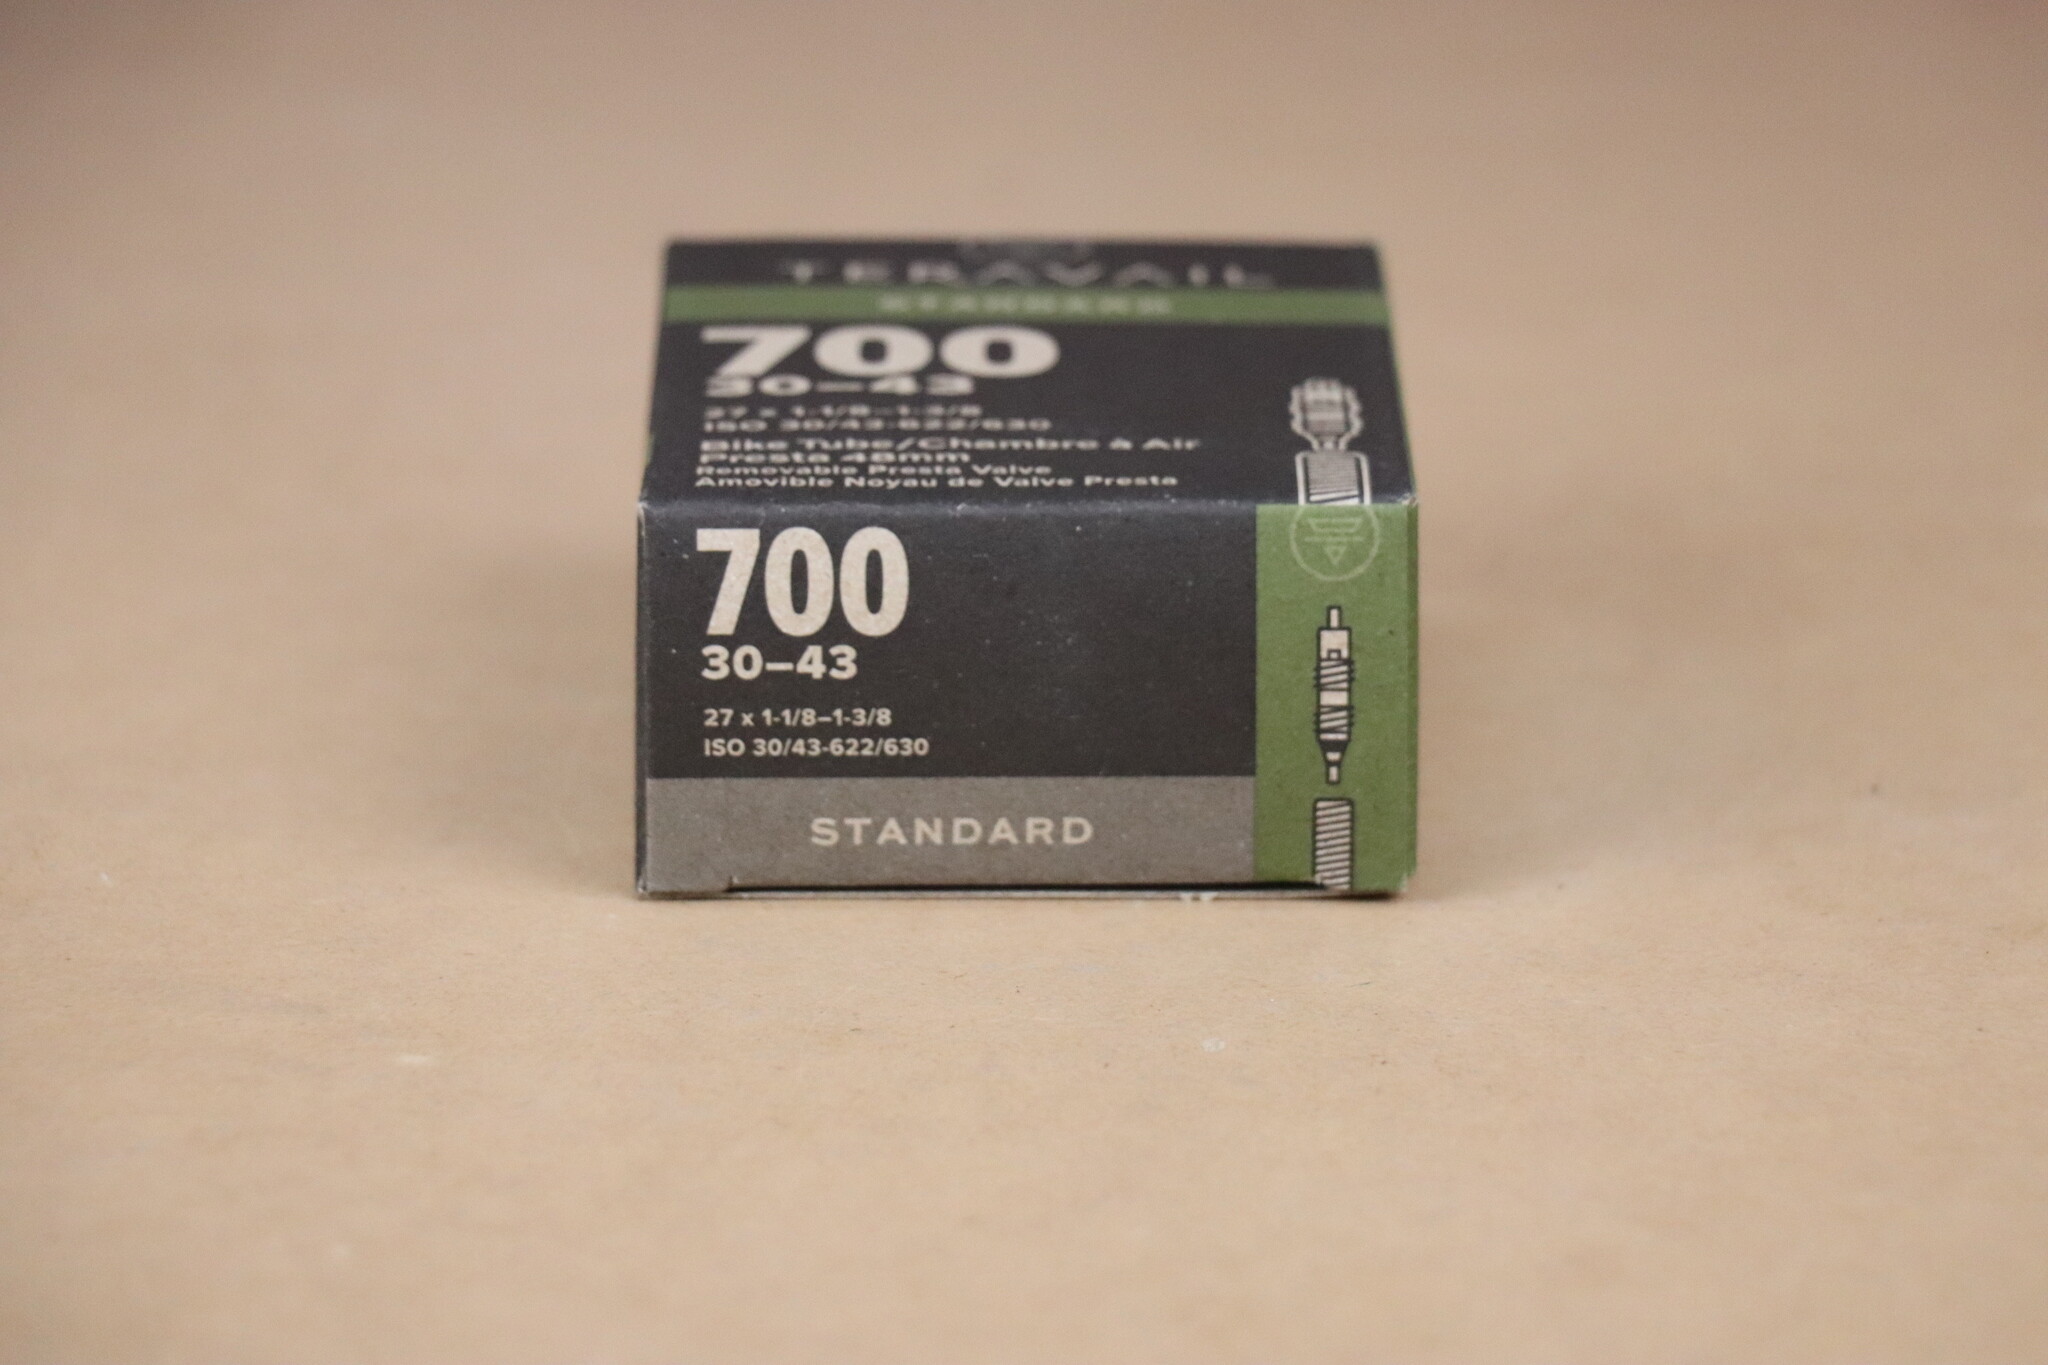 TERAVAIL
STANDARD
700
30–43
27 x 1-1/8–1-3/8
ISO 30/43-622/630
Bike Tube/Chambre à Air
Presta 48mm
Removable Presta Valve
Amovible Noyau de Valve Presta
700
30–43
27 x 1-1/8–1-3/8
ISO 30/43-622/630
STANDARD